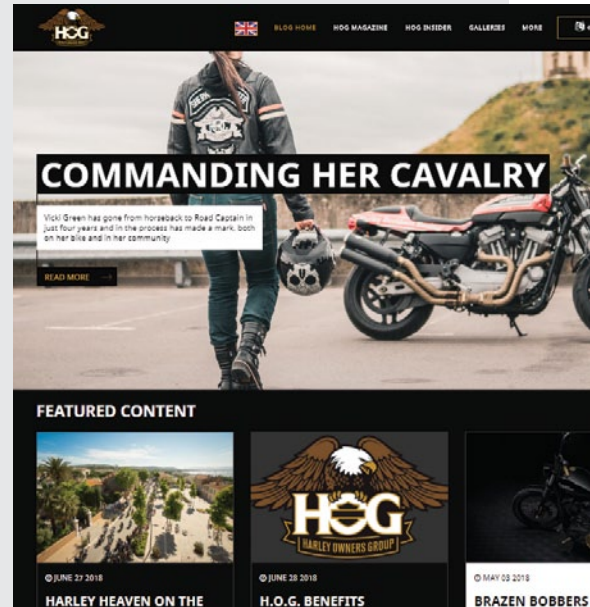 HOG
BLOG HOME
HOG MAGAZINE
HOG INSIDER
GALLERIES
MORE
COMMANDING HER CAVALRY
Vicki Green has gone from horseback to Road Captain in
just four years and in the process has made a mark, both
on her bike and in her community
READ MORE
FEATURED CONTENT
HOG
HARLEY OWNERS GROUP
JUNE 27 2018
HARLEY HEAVEN ON THE
JUNE 28 2018
H.O.G. BENEFITS
MAY 03 2018
BRAZEN BOBBERS